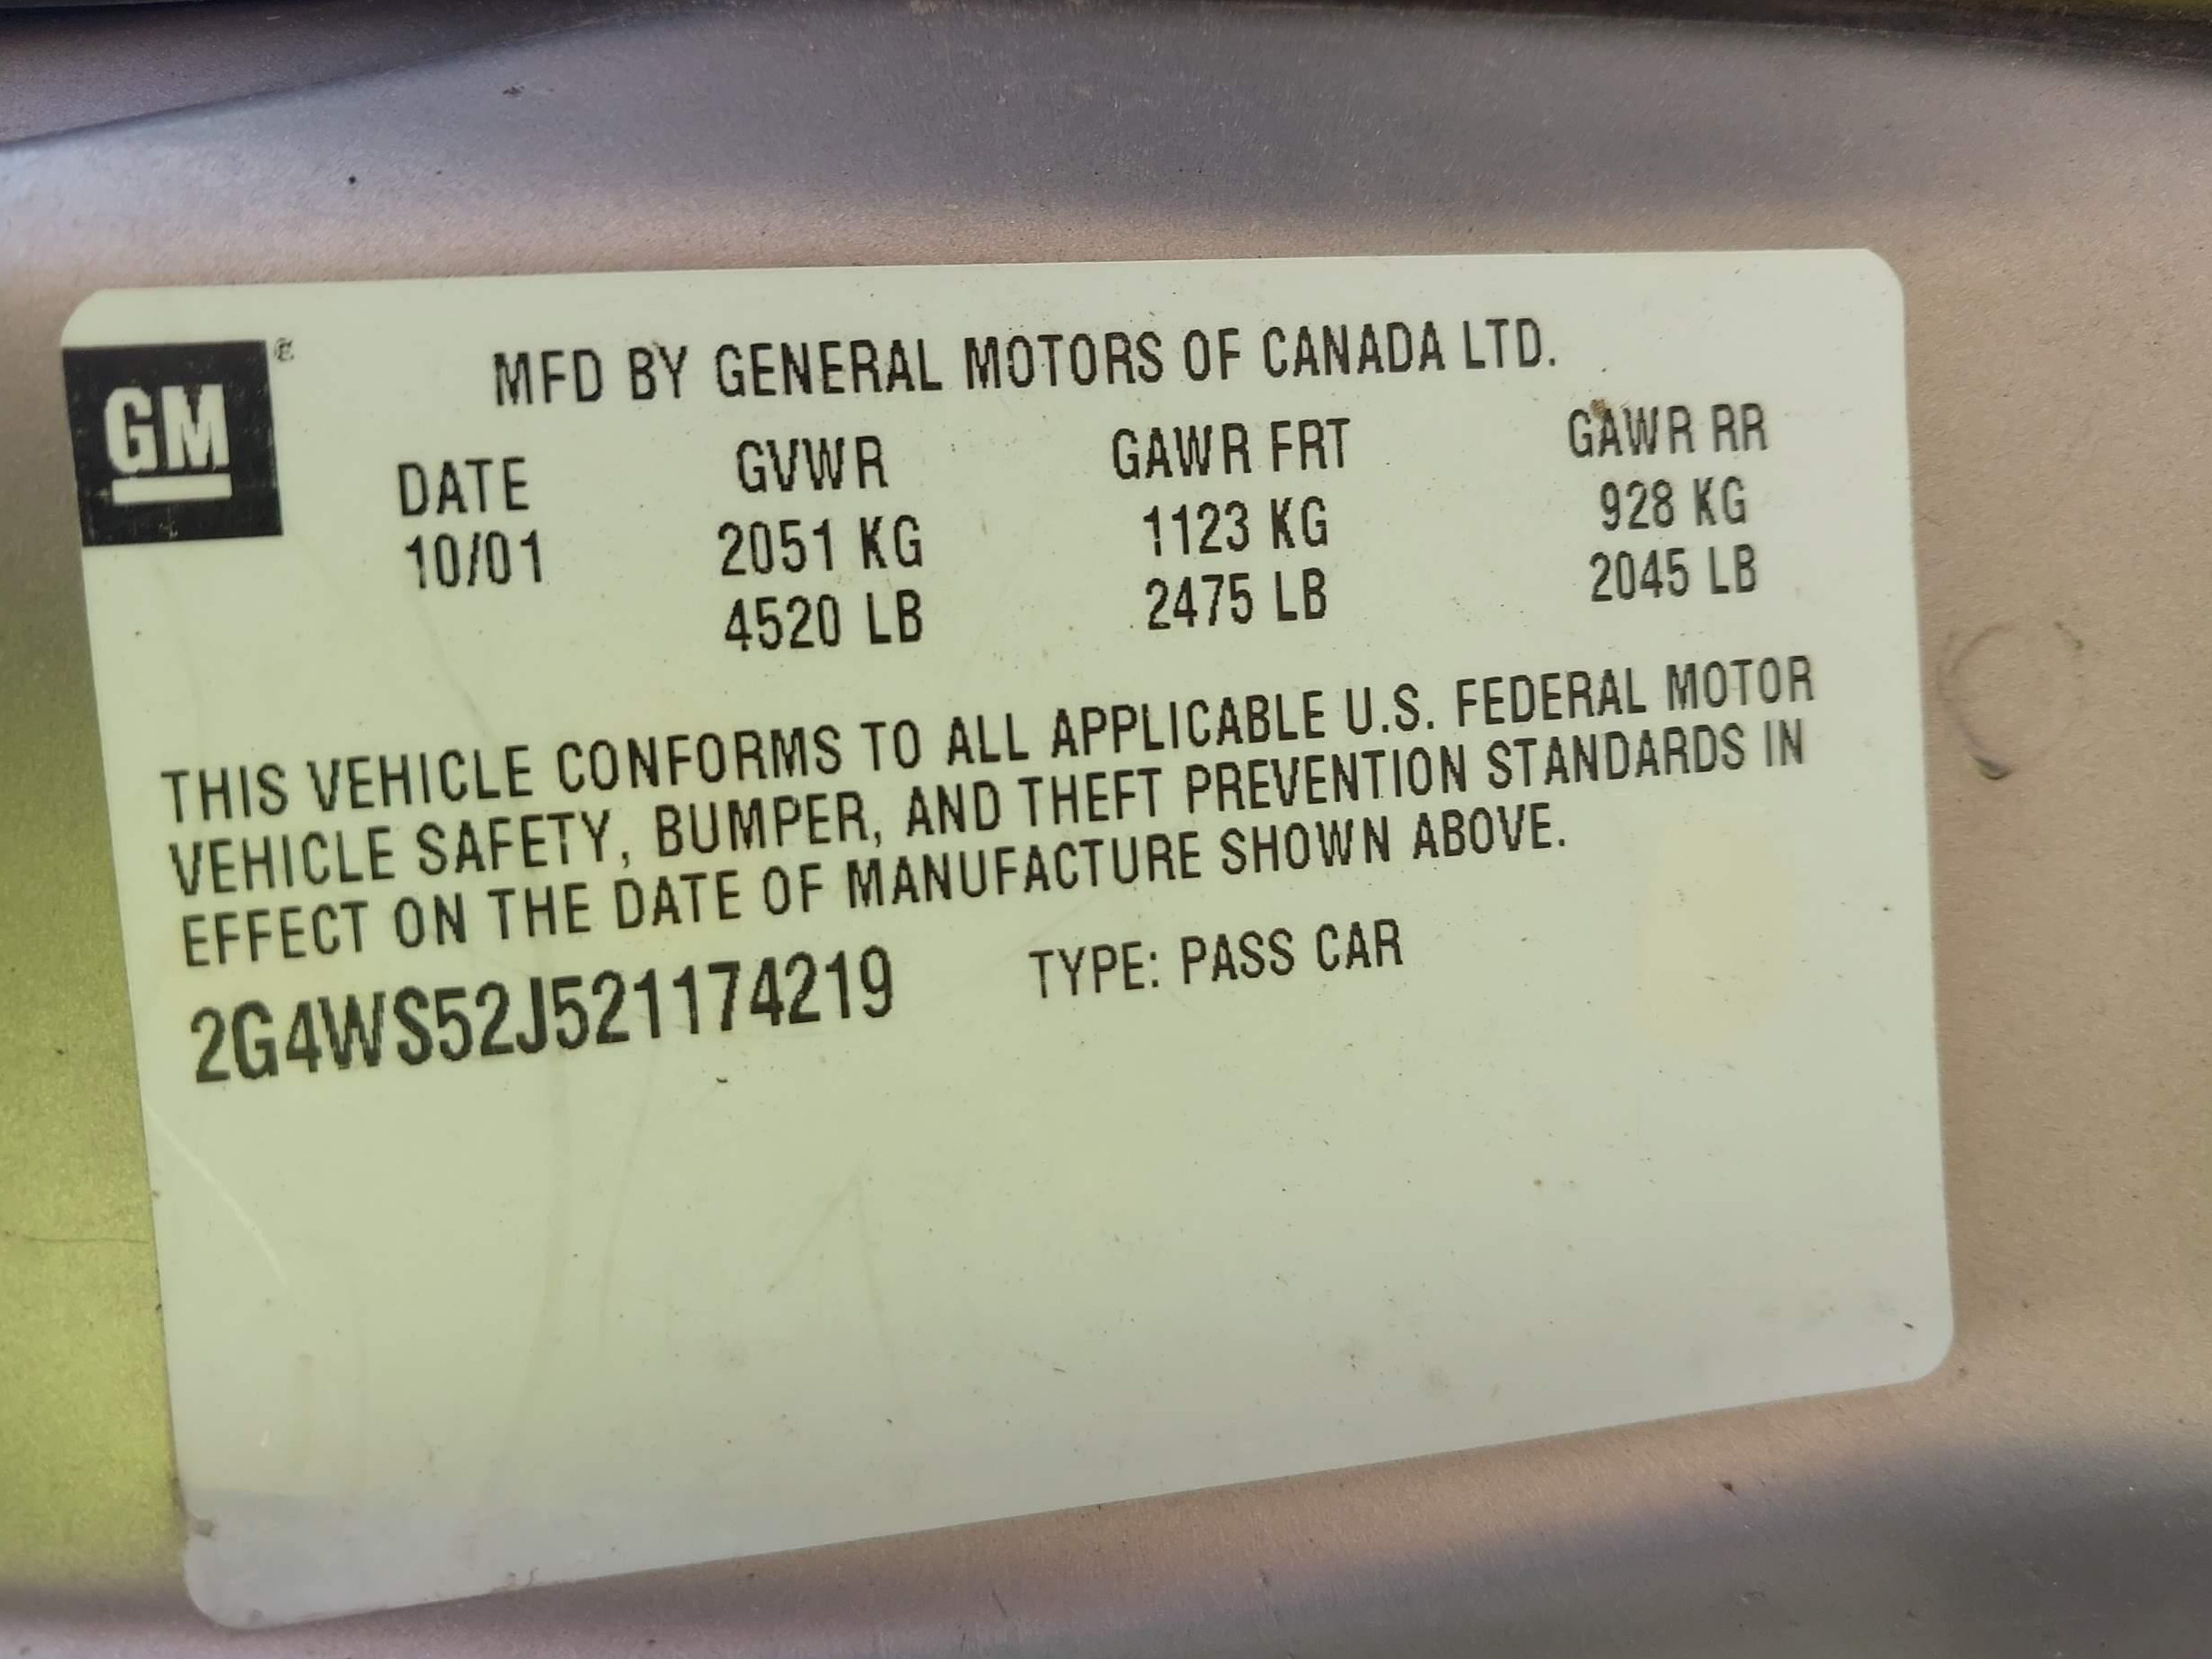 GM
MFD BY GENERAL MOTORS OF CANADA LTD.
DATE GVWR GAWR FRT GAWR RR
10/01 2051 KG 1123 KG 928 KG
4520 LB 2475 LB 2045 LB
THIS VEHICLE CONFORMS TO ALL APPLICABLE U.S. FEDERAL MOTOR
VEHICLE SAFETY, BUMPER, AND THEFT PREVENTION STANDARDS IN
EFFECT ON THE DATE OF MANUFACTURE SHOWN ABOVE.
2G4WS52J521174219 TYPE: PASS CAR